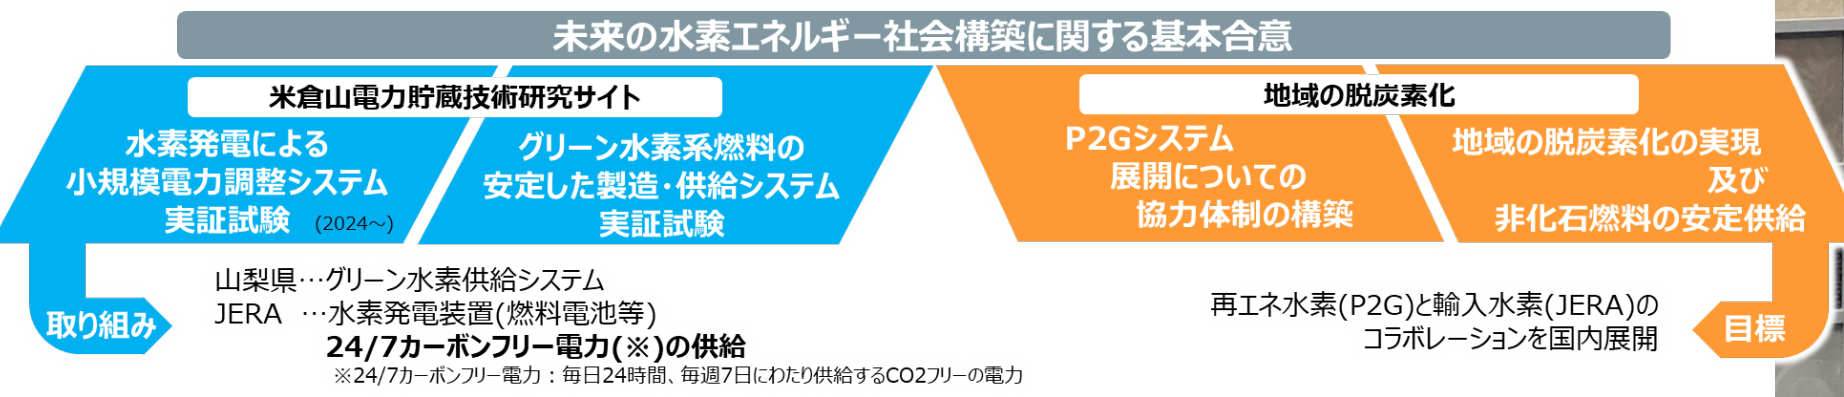 未来の水素エネルギー社会構築に関する基本合意
米倉山電力貯蔵技術研究サイト
水素発電による
小規模電力調整システム
実証試験 (2024～)
グリーン水素系燃料の
安定した製造・供給システム
実証試験
地域の脱炭素化
P2Gシステム
展開についての
協力体制の構築
地域の脱炭素化の実現
及び
非化石燃料の安定供給
取り組み
山梨県…グリーン水素供給システム
JERA …水素発電装置(燃料電池等)
24/7カーボンフリー電力(※)の供給
※24/7カーボンフリー電力：毎日24時間、毎週7日にわたり供給するCO2フリーの電力
再エネ水素(P2G)と輸入水素(JERA)の
コラボレーションを国内展開
目標